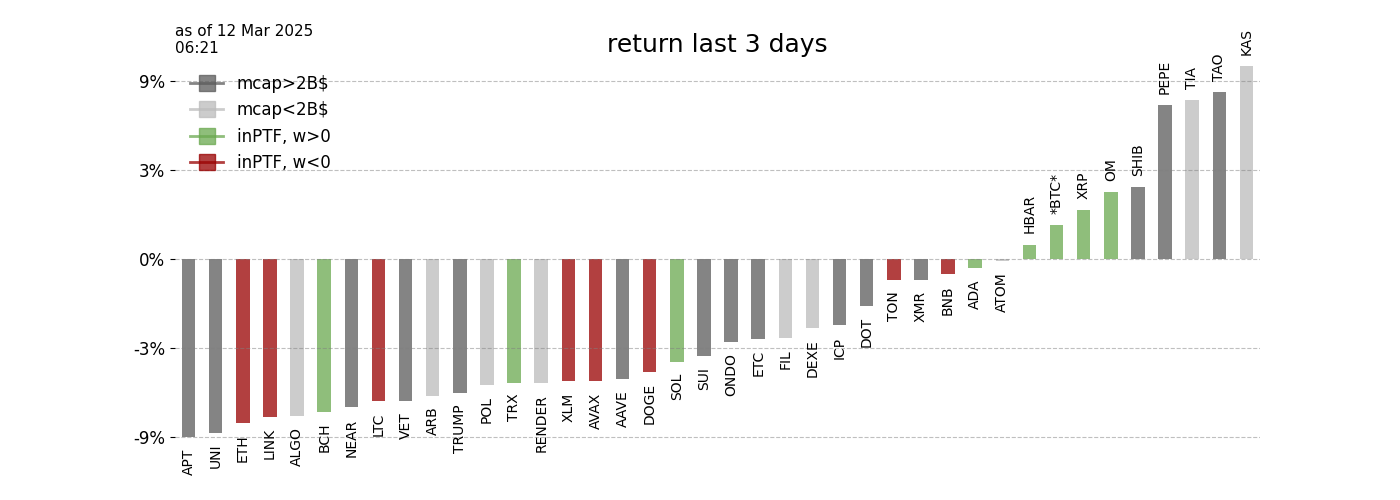 as of 12 Mar 2025
06:21
return last 3 days
mcap>2B$
mcap<2B$
inPTF, w>0
inPTF, w<0
9%
3%
0%
-3%
-9%
APT
UNI
ETH
LINK
ALGO
BCH
NEAR
LTC
VET
ARB
TRUMP
POL
TRX
RENDER
XLM
AVAX
AAVE
DOGE
SOL
SUI
ONDO
ETC
FIL
DEXE
ICP
DOT
TON
XMR
BNB
ADA
ATOM
HBAR
*BTC*
XRP
OM
SHIB
PEPE
TIA
TAO
KAS